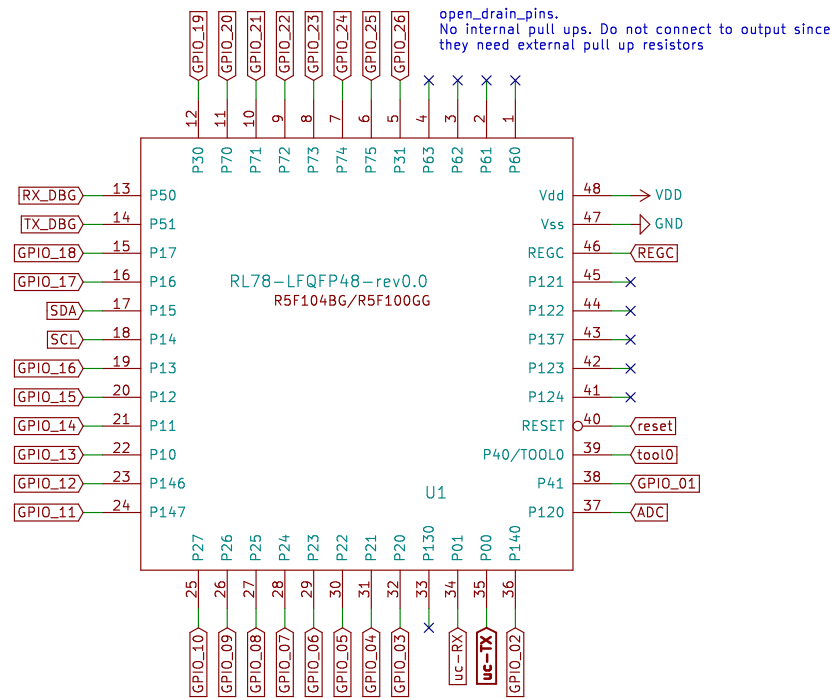 open_drain_pins.
No internal pull ups. Do not connect to output since
they need external pull up resistors
GPIO_19 GPIO_20 GPIO_21 GPIO_22 GPIO_23 GPIO_24 GPIO_25 GPIO_26
12 11 10 9 8 7 6 5 4 3 2 1
P30 P70 P71 P72 P73 P74 P75 P31 P63 P62 P61 P60
RX_DBG 13 P50 Vdd 48 VDD
TX_DBG 14 P51 Vss 47 GND
GPIO_18 15 P17 REGC 46 REGC
GPIO_17 16 P16 RL78-LFQFP48-rev0.0 P121 45
R5F104BG/R5F100GG
SDA 17 P15 P122 44
SCL 18 P14 P137 43
GPIO_16 19 P13 P123 42
GPIO_15 20 P12 P124 41
GPIO_14 21 P11 RESET 40 reset
GPIO_13 22 P10 P40/TOOL0 39 tool0
GPIO_12 23 P146 P41 38 GPIO_01
U1
GPIO_11 24 P147 P120 37 ADC
P27 P26 P25 P24 P23 P22 P21 P20 P130 P01 P00 P140
25 26 27 28 29 30 31 32 33 34 35 36
GPIO_10 GPIO_09 GPIO_08 GPIO_07 GPIO_06 GPIO_05 GPIO_04 GPIO_03 uc-RX uc-TX GPIO_02